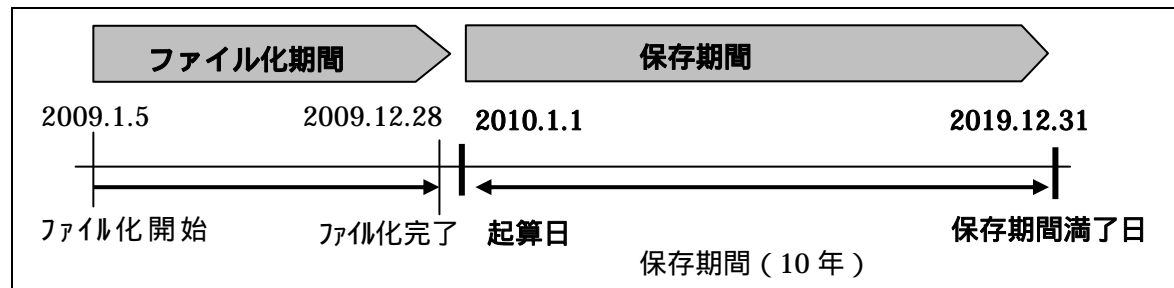 ファイル化期間 保存期間
2009.1.5 2009.12.28 2010.1.1 2019.12.31
ファイル化開始 ファイル化完了 起算日 保存期間満了日
保存期間(10年)